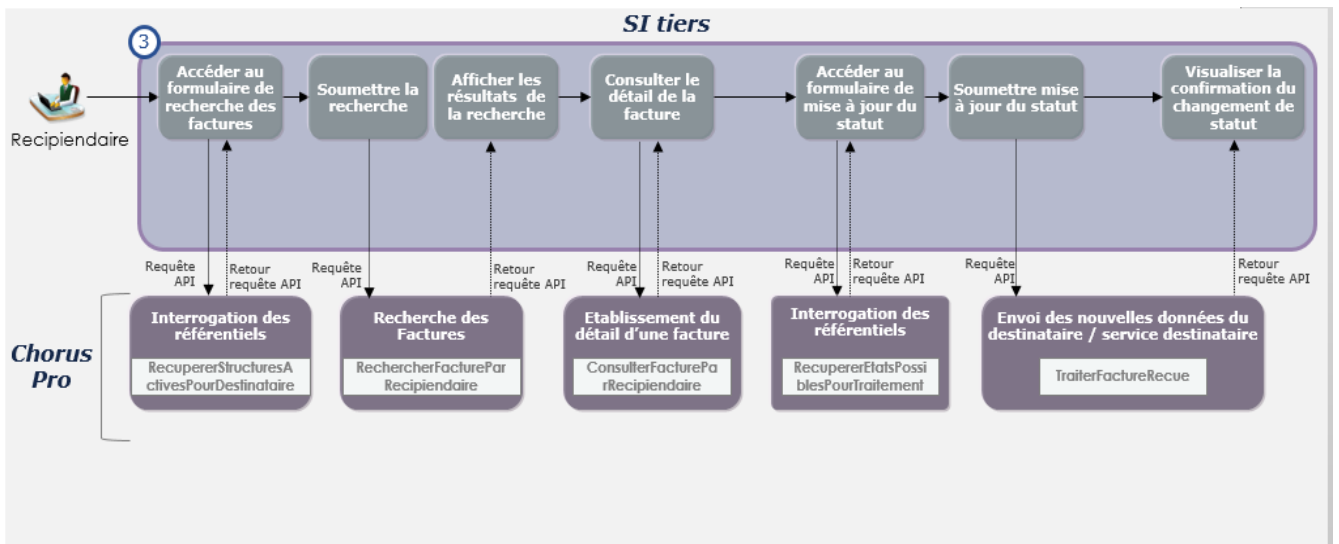 SI tiers
3
Recipiendaire
Accéder au
formulaire de
recherche des
factures
Soumettre la
recherche
Afficher les
résultats de
la recherche
Consulter le
détail de la
facture
Accéder au
formulaire de
mise à jour du
statut
Soumettre mise
à jour du statut
Visualiser la
confirmation du
changement de
statut
Requête
API
Retour
requête API
Requête
API
Retour
requête API
Requête
API
Retour
requête API
Requête
API
Retour
requête API
Requête
API
Retour
requête API
Chorus
Pro
Interrogation des
référentiels
RecupererStructuresA
ctivesPourDestinataire
Recherche des
Factures
RechercherFacturePar
Recipiendaire
Etablissement du
détail d’une facture
ConsulterFacturePa
rRecipiendaire
Interrogation des
référentiels
RecupererEtatsPossi
blesPourTraitement
Envoi des nouvelles données du
destinataire / service destinataire
TraiterFactureRecue